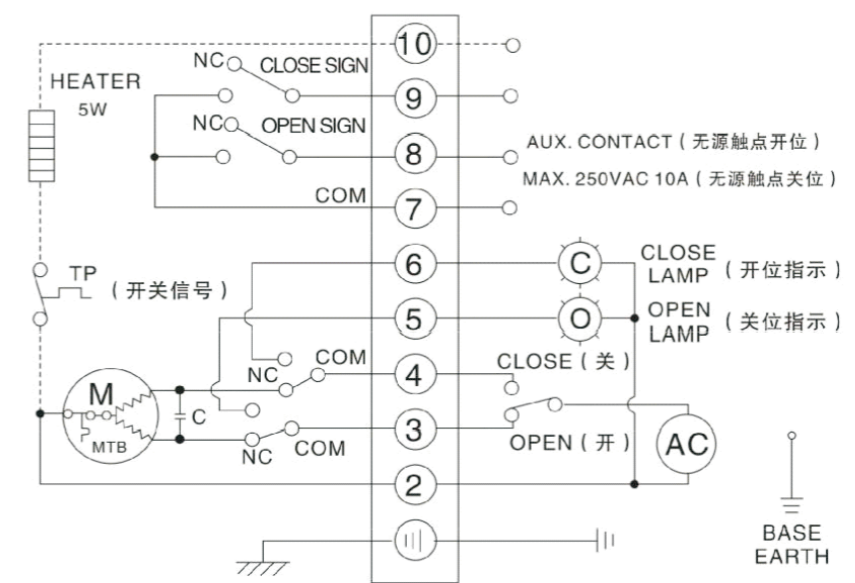 10
NC CLOSE SIGN
HEATER
5W
9
NC OPEN SIGN
8
AUX. CONTACT（无源触点开位）
MAX. 250VAC 10A（无源触点关位）
COM
7
6
C
CLOSE
LAMP（开位指示）
TP（开关信号）
5
O
OPEN
LAMP（关位指示）
COM
NC
4
CLOSE（关）
M
MTB
C
3
NC
COM
OPEN（开）
AC
2
BASE
EARTH